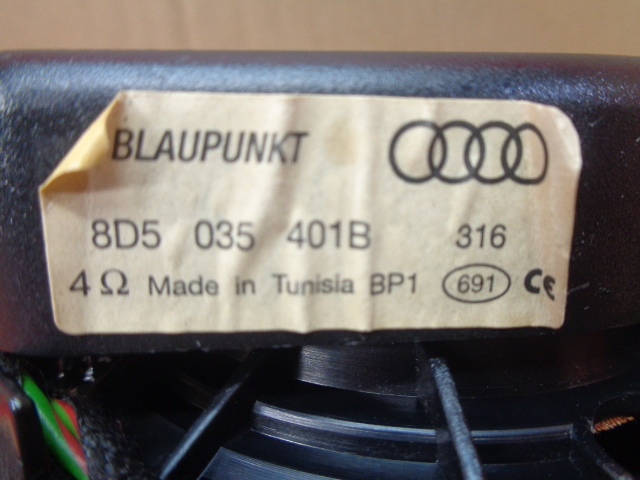 BLAUPUNKT
8D5 035 401B 316
4 Ω Made in Tunisia BP1 691 CE